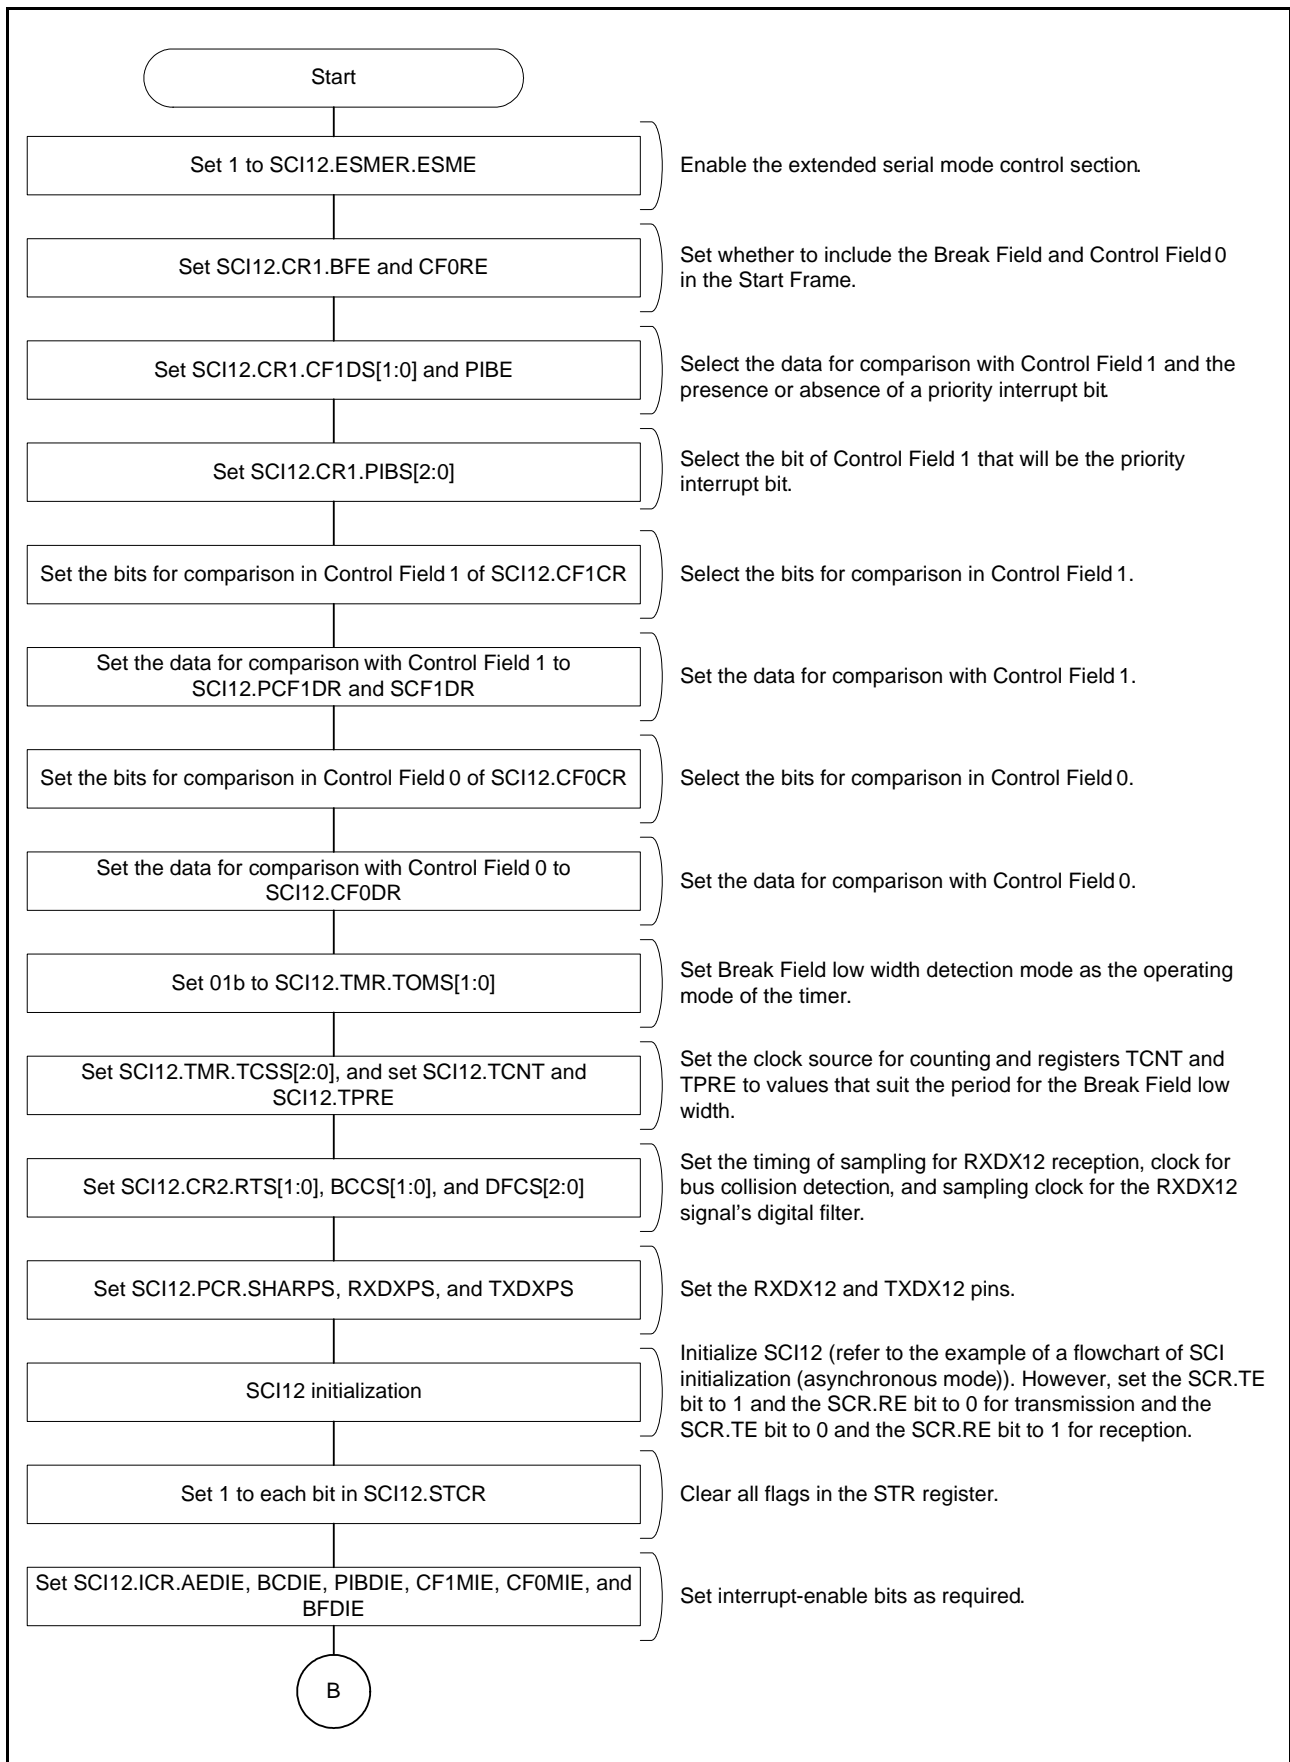 Start
Set 1 to SCI12.ESMER.ESME
Enable the extended serial mode control section.
Set SCI12.CR1.BFE and CF0RE
Set whether to include the Break Field and Control Field 0
in the Start Frame.
Set SCI12.CR1.CF1DS[1:0] and PIBE
Select the data for comparison with Control Field 1 and the
presence or absence of a priority interrupt bit.
Set SCI12.CR1.PIBS[2:0]
Select the bit of Control Field 1 that will be the priority
interrupt bit.
Set the bits for comparison in Control Field 1 of SCI12.CF1CR
Select the bits for comparison in Control Field 1.
Set the data for comparison with Control Field 1 to
SCI12.PCF1DR and SCF1DR
Set the data for comparison with Control Field 1.
Set the bits for comparison in Control Field 0 of SCI12.CF0CR
Select the bits for comparison in Control Field 0.
Set the data for comparison with Control Field 0 to
SCI12.CF0DR
Set the data for comparison with Control Field 0.
Set 01b to SCI12.TMR.TOMS[1:0]
Set Break Field low width detection mode as the operating
mode of the timer.
Set SCI12.TMR.TCSS[2:0], and set SCI12.TCNT and
SCI12.TPRE
Set the clock source for counting and registers TCNT and
TPRE to values that suit the period for the Break Field low
width.
Set SCI12.CR2.RTS[1:0], BCCS[1:0], and DFCS[2:0]
Set the timing of sampling for RXDX12 reception, clock for
bus collision detection, and sampling clock for the RXDX12
signal’s digital filter.
Set SCI12.PCR.SHARPS, RXDXPS, and TXDXPS
Set the RXDX12 and TXDX12 pins.
SCI12 initialization
Initialize SCI12 (refer to the example of a flowchart of SCI
initialization (asynchronous mode)). However, set the SCR.TE
bit to 1 and the SCR.RE bit to 0 for transmission and the
SCR.TE bit to 0 and the SCR.RE bit to 1 for reception.
Set 1 to each bit in SCI12.STCR
Clear all flags in the STR register.
Set SCI12.ICR.AEDIE, BCDIE, PIBDIE, CF1MIE, CF0MIE, and
BFDIE
Set interrupt-enable bits as required.
B